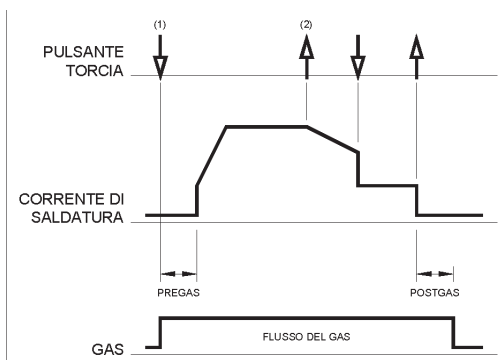 (1)
(2)
PULSANTE
TORCIA
CORRENTE DI
SALDATURA
PREGAS
POSTGAS
FLUSSO DEL GAS
GAS